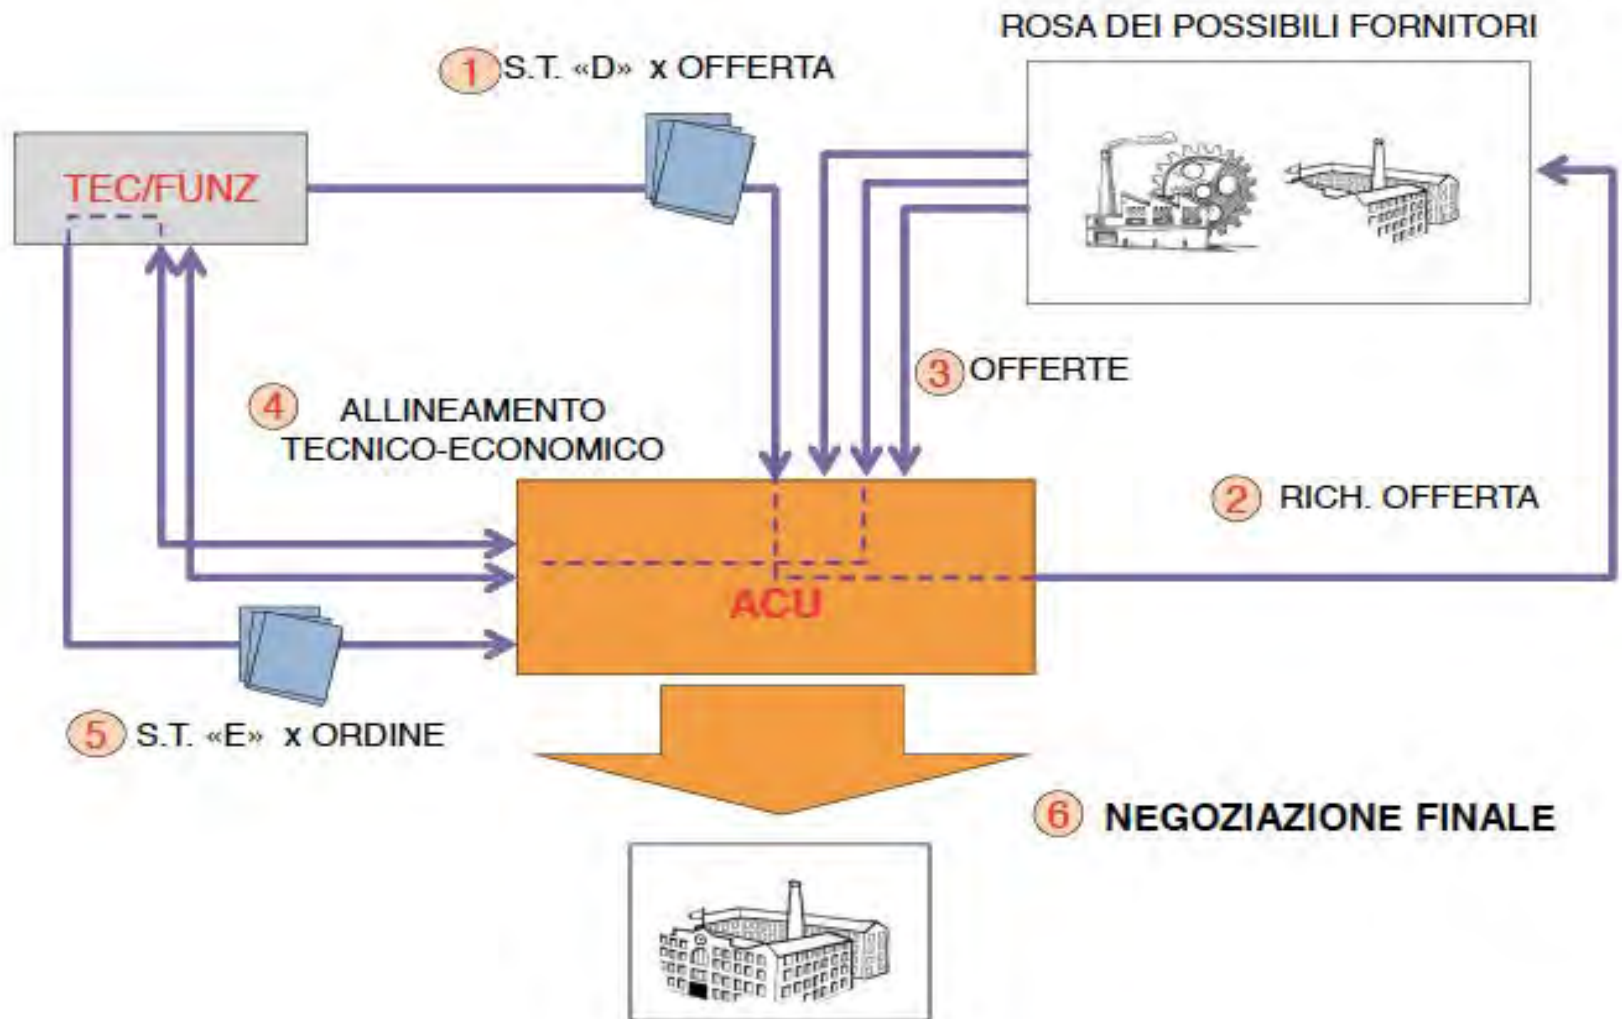 ROSA DEI POSSIBILI FORNITORI
1 S.T. «D» x OFFERTA
TEC/FUNZ
3 OFFERTE
4 ALLINEAMENTO
TECNICO-ECONOMICO
2 RICH. OFFERTA
ACU
5 S.T. «E» x ORDINE
6 NEGOZIAZIONE FINALE